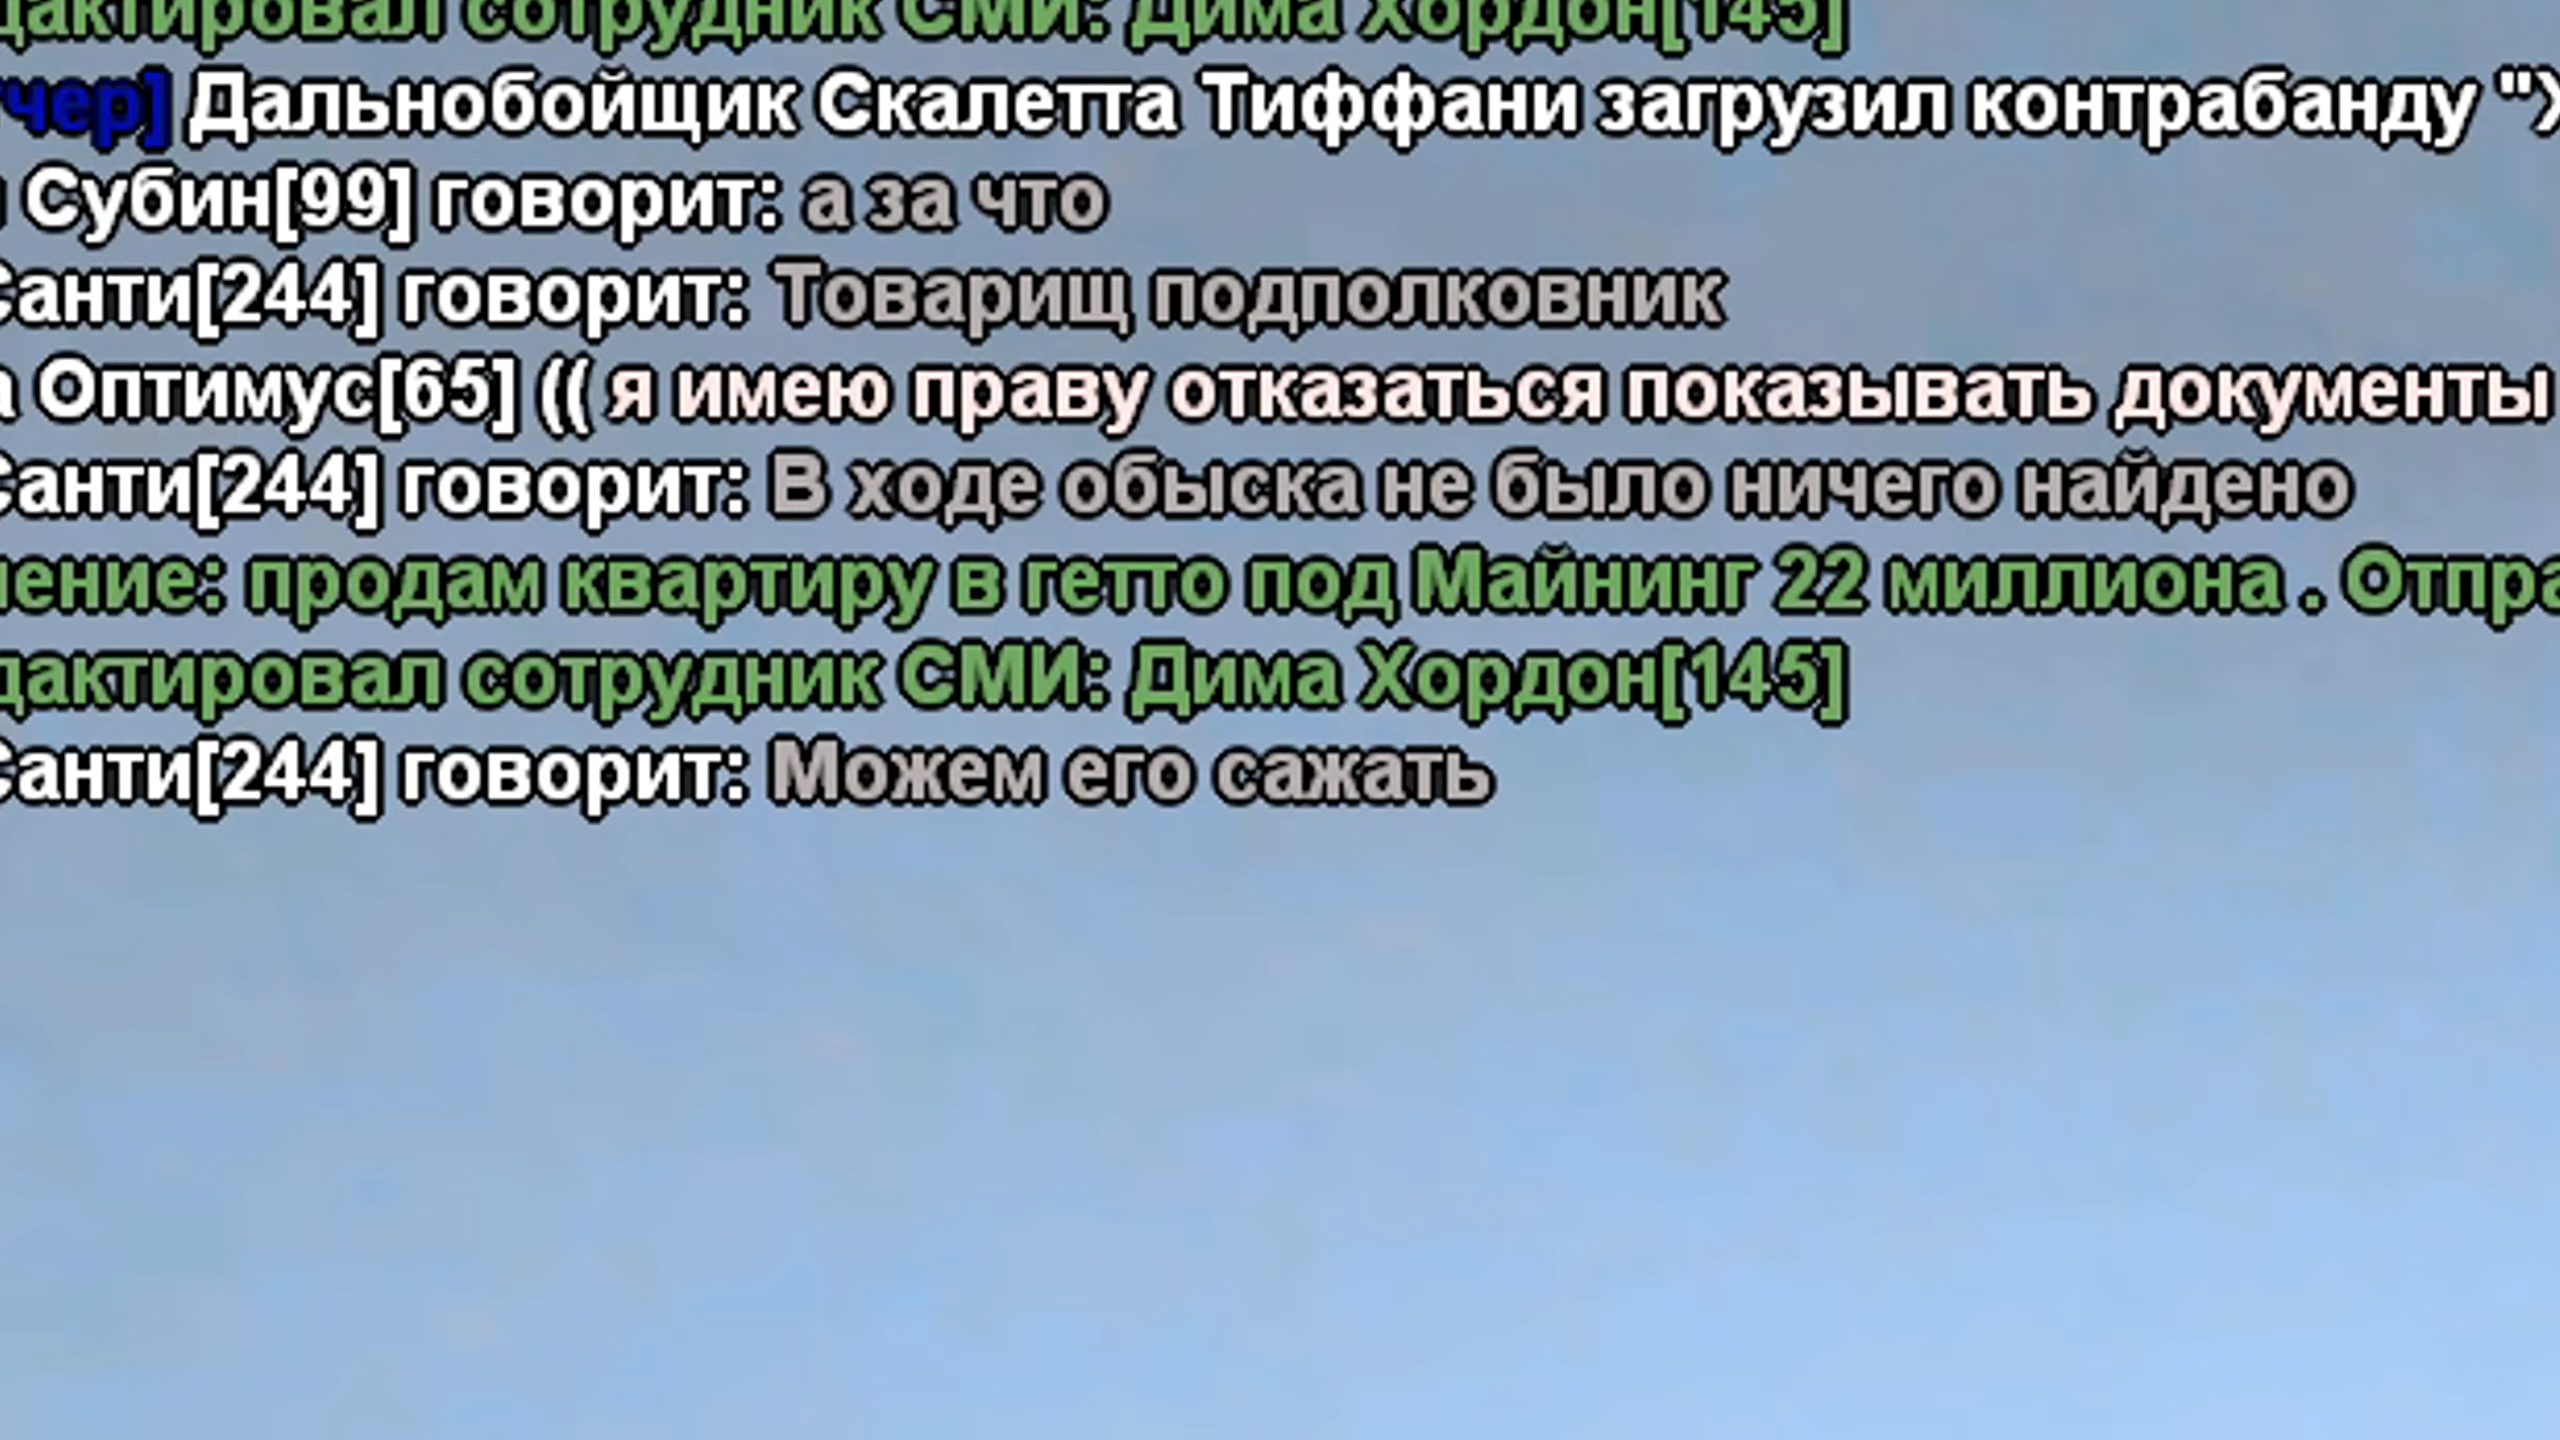 дактировал сотрудник СМИ: Дима Хордон[145]
чер] Дальнобойщик Скалетта Тиффани загрузил контрабанду "Х
Субин[99] говорит: а за что
Санти[244] говорит: Товарищ подполковник
а Оптимус[65] (( я имею праву отказаться показывать документы
Санти[244] говорит: В ходе обыска не было ничего найдено
ление: продам квартиру в гетто под Майнинг 22 миллиона . Отпра
дактировал сотрудник СМИ: Дима Хордон[145]
Санти[244] говорит: Можем его сажать